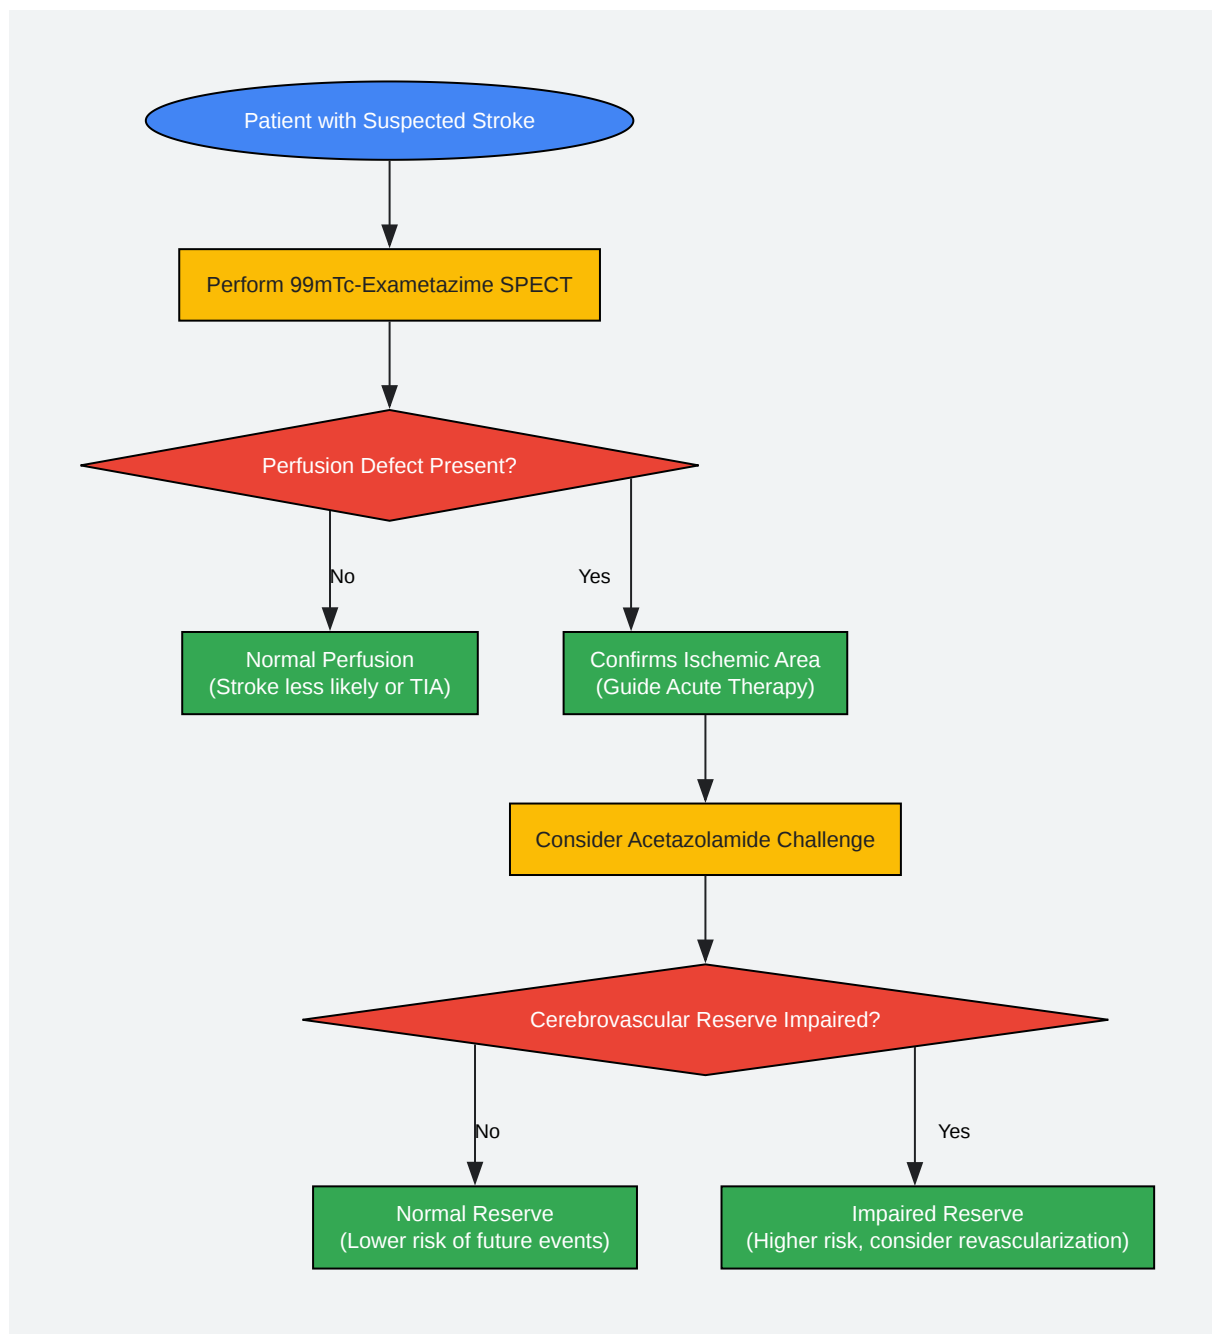 Patient with Suspected Stroke
Perform 99mTc-Exametazime SPECT
Perfusion Defect Present?
No
Yes
Normal Perfusion
(Stroke less likely or TIA)
Confirms Ischemic Area
(Guide Acute Therapy)
Consider Acetazolamide Challenge
Cerebrovascular Reserve Impaired?
No
Yes
Normal Reserve
(Lower risk of future events)
Impaired Reserve
(Higher risk, consider revascularization)